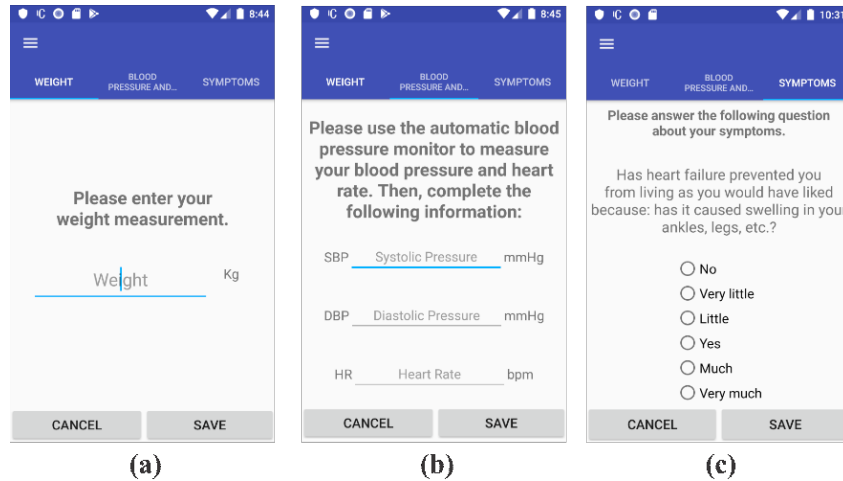 8:44
WEIGHT
BLOOD
PRESSURE AND...
SYMPTOMS
Please enter your
weight measurement.
Weight Kg
CANCEL SAVE
(a)
8:45
WEIGHT
BLOOD
PRESSURE AND...
SYMPTOMS
Please use the automatic blood
pressure monitor to measure
your blood pressure and heart
rate. Then, complete the
following information:
SBP Systolic Pressure mmHg
DBP Diastolic Pressure mmHg
HR Heart Rate bpm
CANCEL SAVE
(b)
10:31
WEIGHT
BLOOD
PRESSURE AND...
SYMPTOMS
Please answer the following question
about your symptoms.
Has heart failure prevented you
from living as you would have liked
because: has it caused swelling in your
ankles, legs, etc.?
No
Very little
Little
Yes
Much
Very much
CANCEL SAVE
(c)